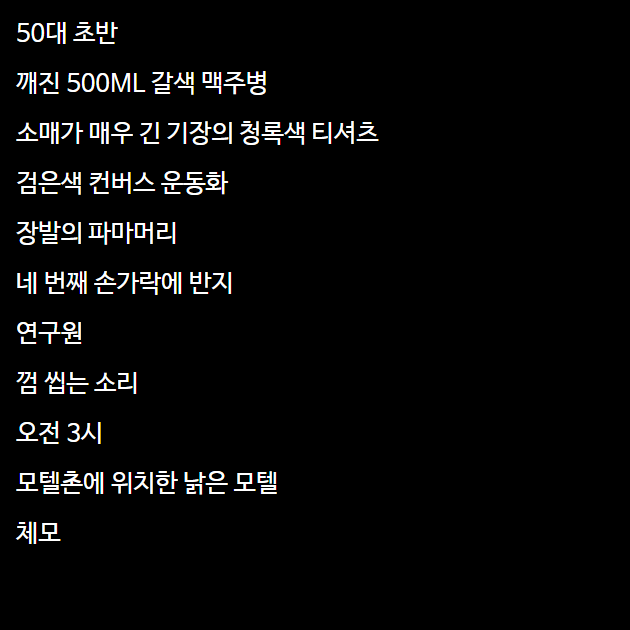 50대 초반
깨진 500ML 갈색 맥주병
소매가 매우 긴 기장의 청록색 티셔츠
검은색 컨버스 운동화
장발의 파마머리
네 번째 손가락에 반지
연구원
껌 씹는 소리
오전 3시
모텔촌에 위치한 낡은 모텔
체모